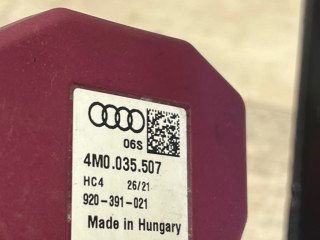 06S
4M0.035.507
HC4 26/21
920-391-021
Made in Hungary